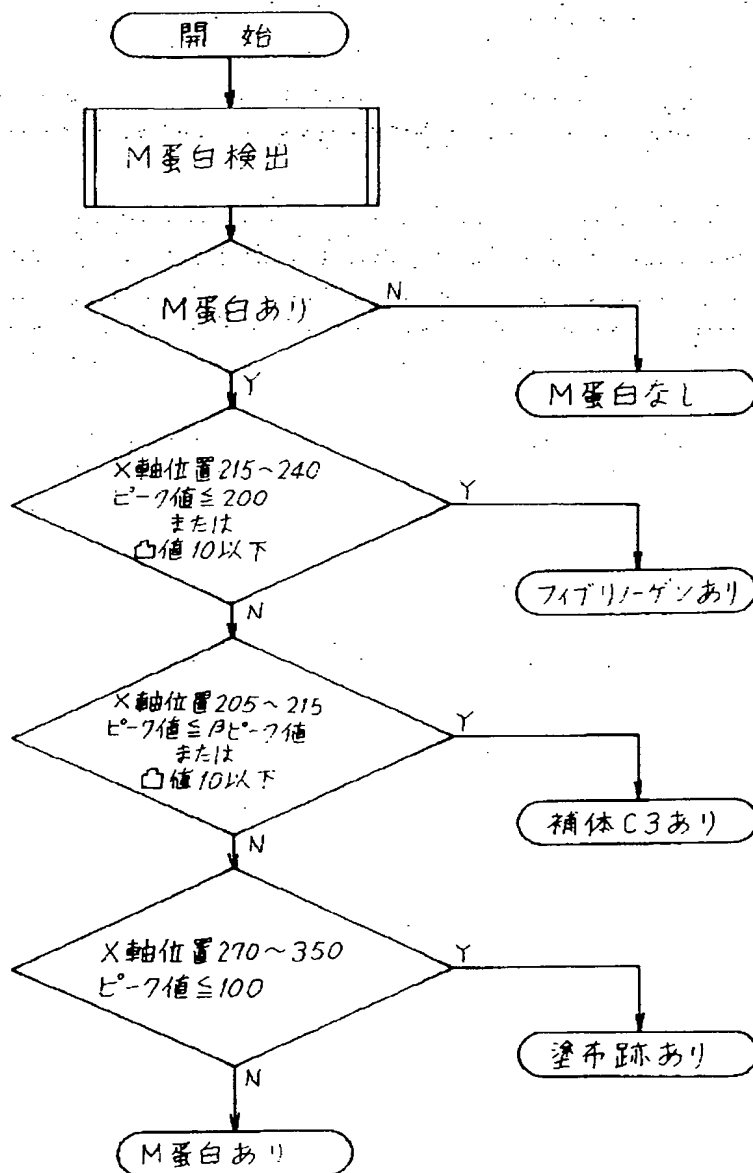 開始
M蛋白検出
M蛋白あり
N
Y
M蛋白なし
X軸位置215~240
ピーク値≦200
または
凸値10以下
Y
N
フィブリノーゲンあり
X軸位置205~215
ピーク値≦βピーク値
または
凸値10以下
Y
N
補体C3あり
X軸位置270~350
ピーク値≦100
Y
N
塗布跡あり
M蛋白あり